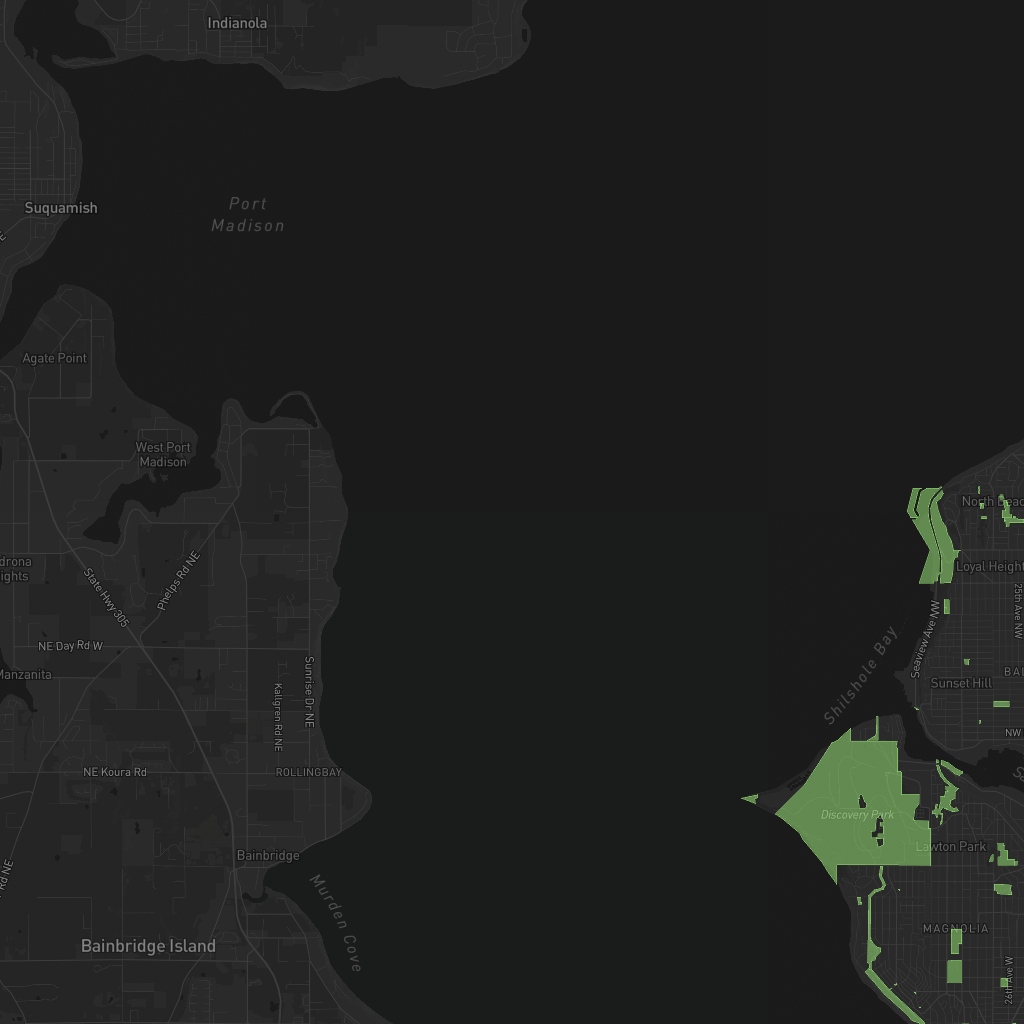 Indianola
Suquamish
Port
Madison
Agate Point
West Port
Madison
North Beac
drona
ights
State Hwy 305
Phelps Rd NE
Loyal Height
25th Ave NW
Seaview Ave NW
NE Day Rd W
Manzanita
Sunrise Dr NE
Kallgren Rd NE
Shilshole Bay
Sunset Hill
BAL
NW
NE Koura Rd
ROLLINGBAY
Discovery Park
Lawton Park
Rd NE
Bainbridge
Murden Cove
MAGNOLIA
Bainbridge Island
26th Ave W